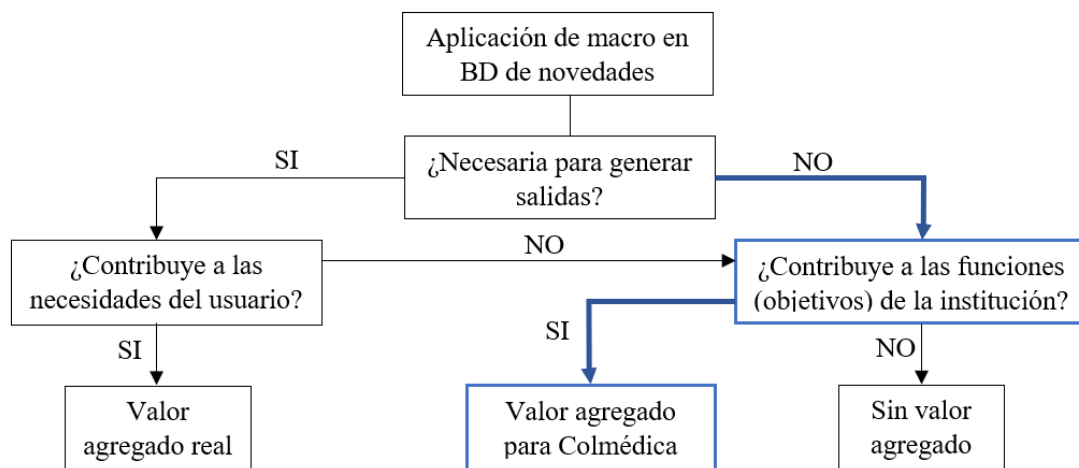 Aplicación de macro en
BD de novedades
SI
¿Necesaria para generar
salidas?
NO
¿Contribuye a las
necesidades del usuario?
NO
¿Contribuye a las funciones
(objetivos) de la institución?
SI
SI
NO
Valor
agregado real
Valor agregado
para Colmédica
Sin valor
agregado